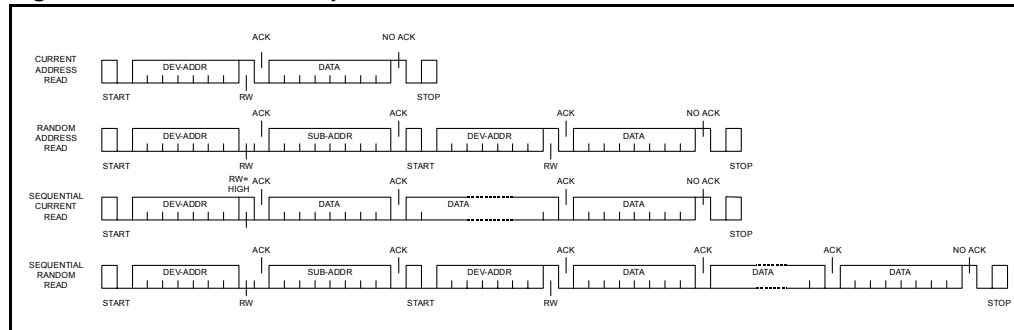 ACK NO ACK
CURRENT
ADDRESS
READ
DEV-ADDR DATA
START RW STOP
ACK ACK ACK NO ACK
RANDOM
ADDRESS
READ
DEV-ADDR SUB-ADDR DEV-ADDR DATA
START RW START RW STOP
RW=
HIGH
ACK ACK ACK NO ACK
SEQUENTIAL
CURRENT
READ
DEV-ADDR DATA DATA DATA
START STOP
ACK ACK ACK ACK ACK NO ACK
SEQUENTIAL
RANDOM
READ
DEV-ADDR SUB-ADDR DEV-ADDR DATA DATA DATA
START RW START RW STOP